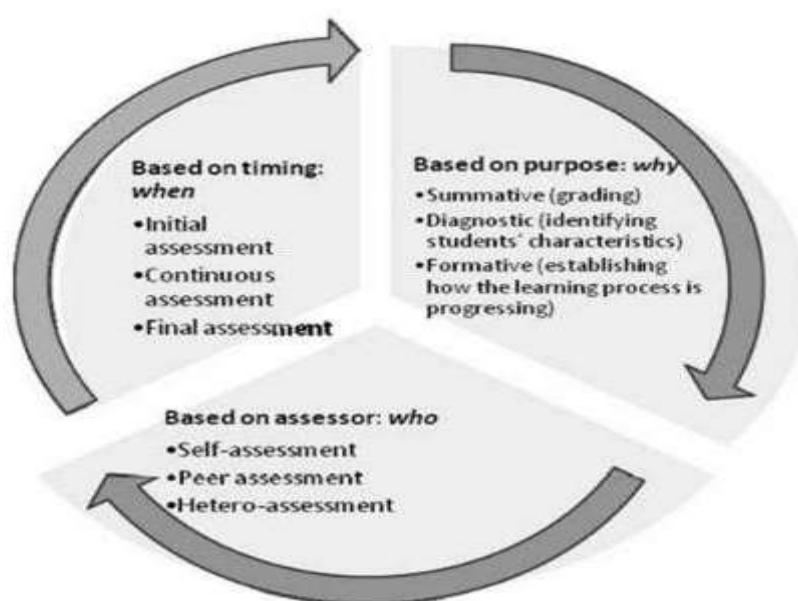 Based on timing:
when
•Initial
assessment
•Continuous
assessment
•Final assessment
Based on purpose: why
•Summative (grading)
•Diagnostic (identifying
students' characteristics)
•Formative (establishing
how the learning process is
progressing)
Based on assessor: who
•Self-assessment
•Peer assessment
•Hetero-assessment